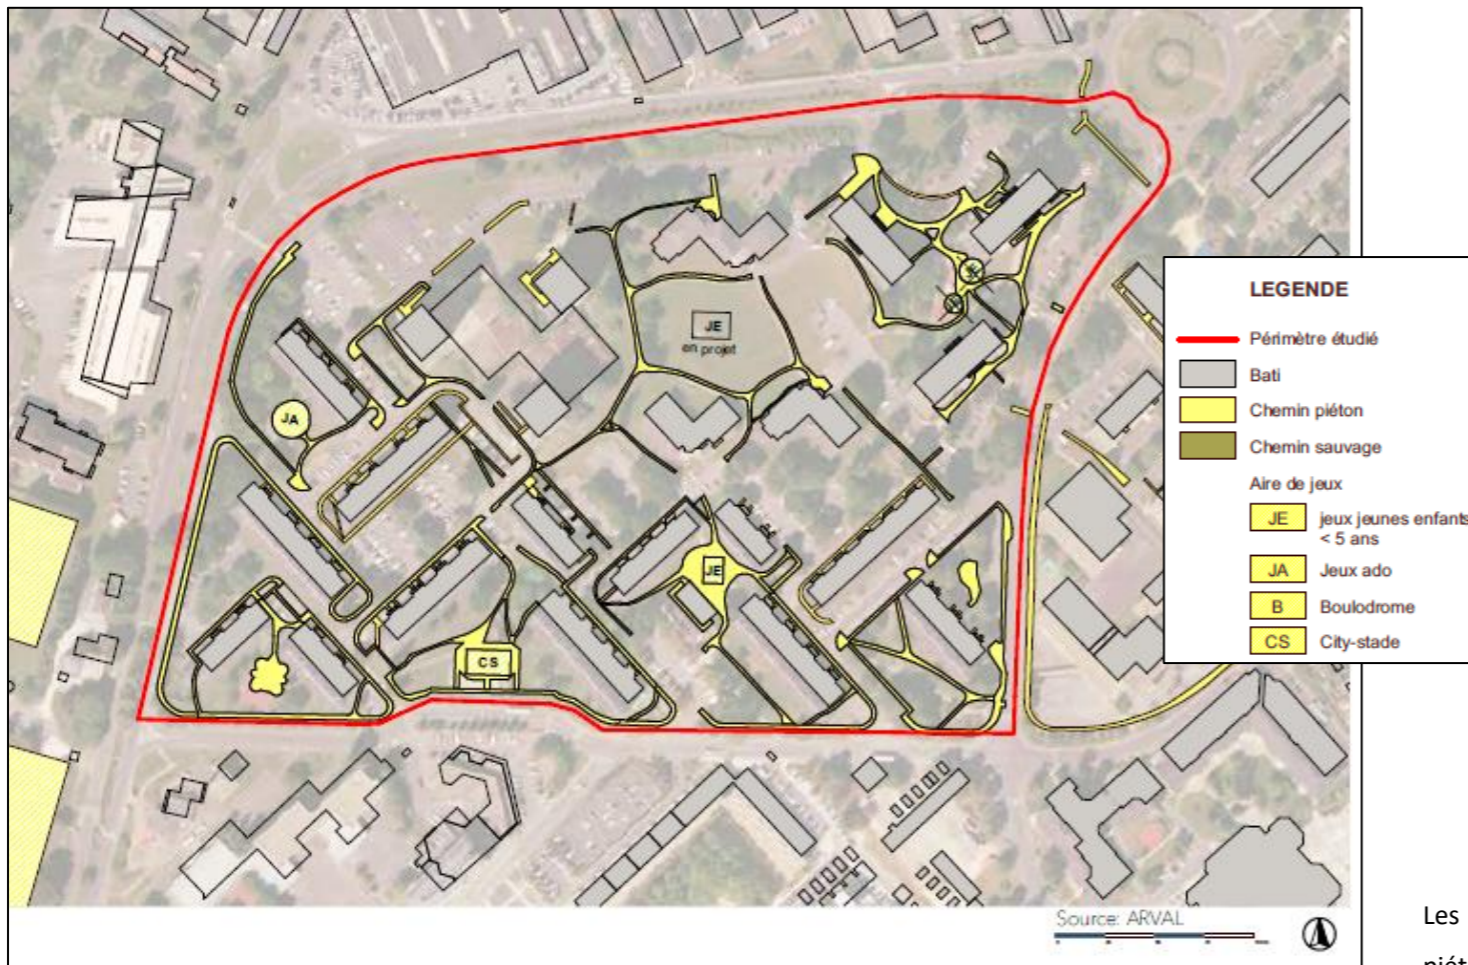 JE
en projet
JA
JE
CS
LEGENDE
Périmètre étudié
Bati
Chemin piéton
Chemin sauvage
Aire de jeux
JE jeux jeunes enfants
< 5 ans
JA Jeux ado
B Boulodrome
CS City-stade
Source: ARVAL
Les